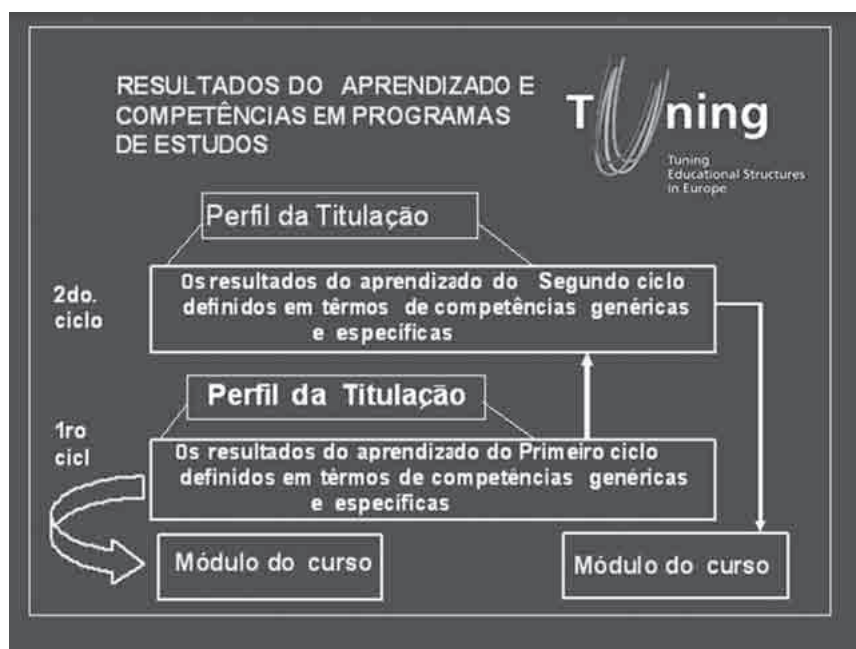 RESULTADOS DO APRENDIZADO E
COMPETÊNCIAS EM PROGRAMAS
DE ESTUDOS
TUning
Tuning
Educational Structures
in Europe
Perfil da Titulação
2do.
ciclo
Os resultados do aprendizado do Segundo ciclo
definidos em têrmos de competências genéricas
e específicas
Perfil da Titulação
1ro
cicl
Os resultados do aprendizado do Primeiro ciclo
definidos em têrmos de competências genéricas
e específicas
Módulo do curso
Módulo do curso